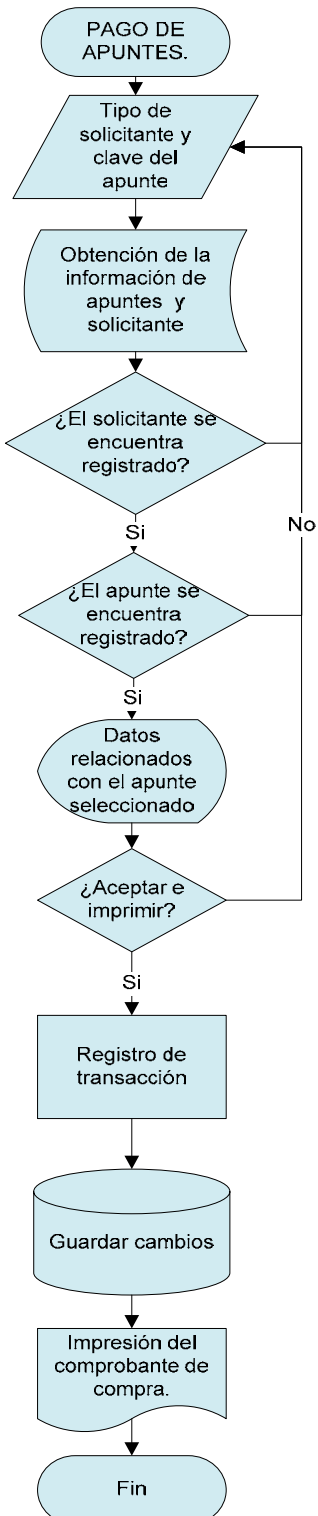 PAGO DE
APUNTES.
Tipo de
solicitante y
clave del
apunte
Obtención de la
información de
apuntes y
solicitante
¿El solicitante se
encuentra
registrado?
No
Si
¿El apunte se
encuentra
registrado?
Si
Datos
relacionados
con el apunte
seleccionado
¿Aceptar e
imprimir?
Si
Registro de
transacción
Guardar cambios
Impresión del
comprobante de
compra.
Fin